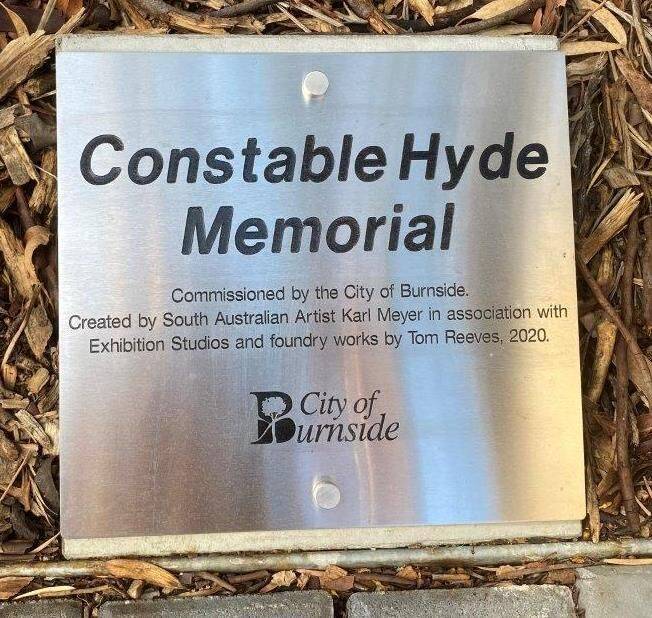 Constable Hyde
Memorial
Commissioned by the City of Burnside.
Created by South Australian Artist Karl Meyer in association with
Exhibition Studios and foundry works by Tom Reeves, 2020.
City of
Burnside